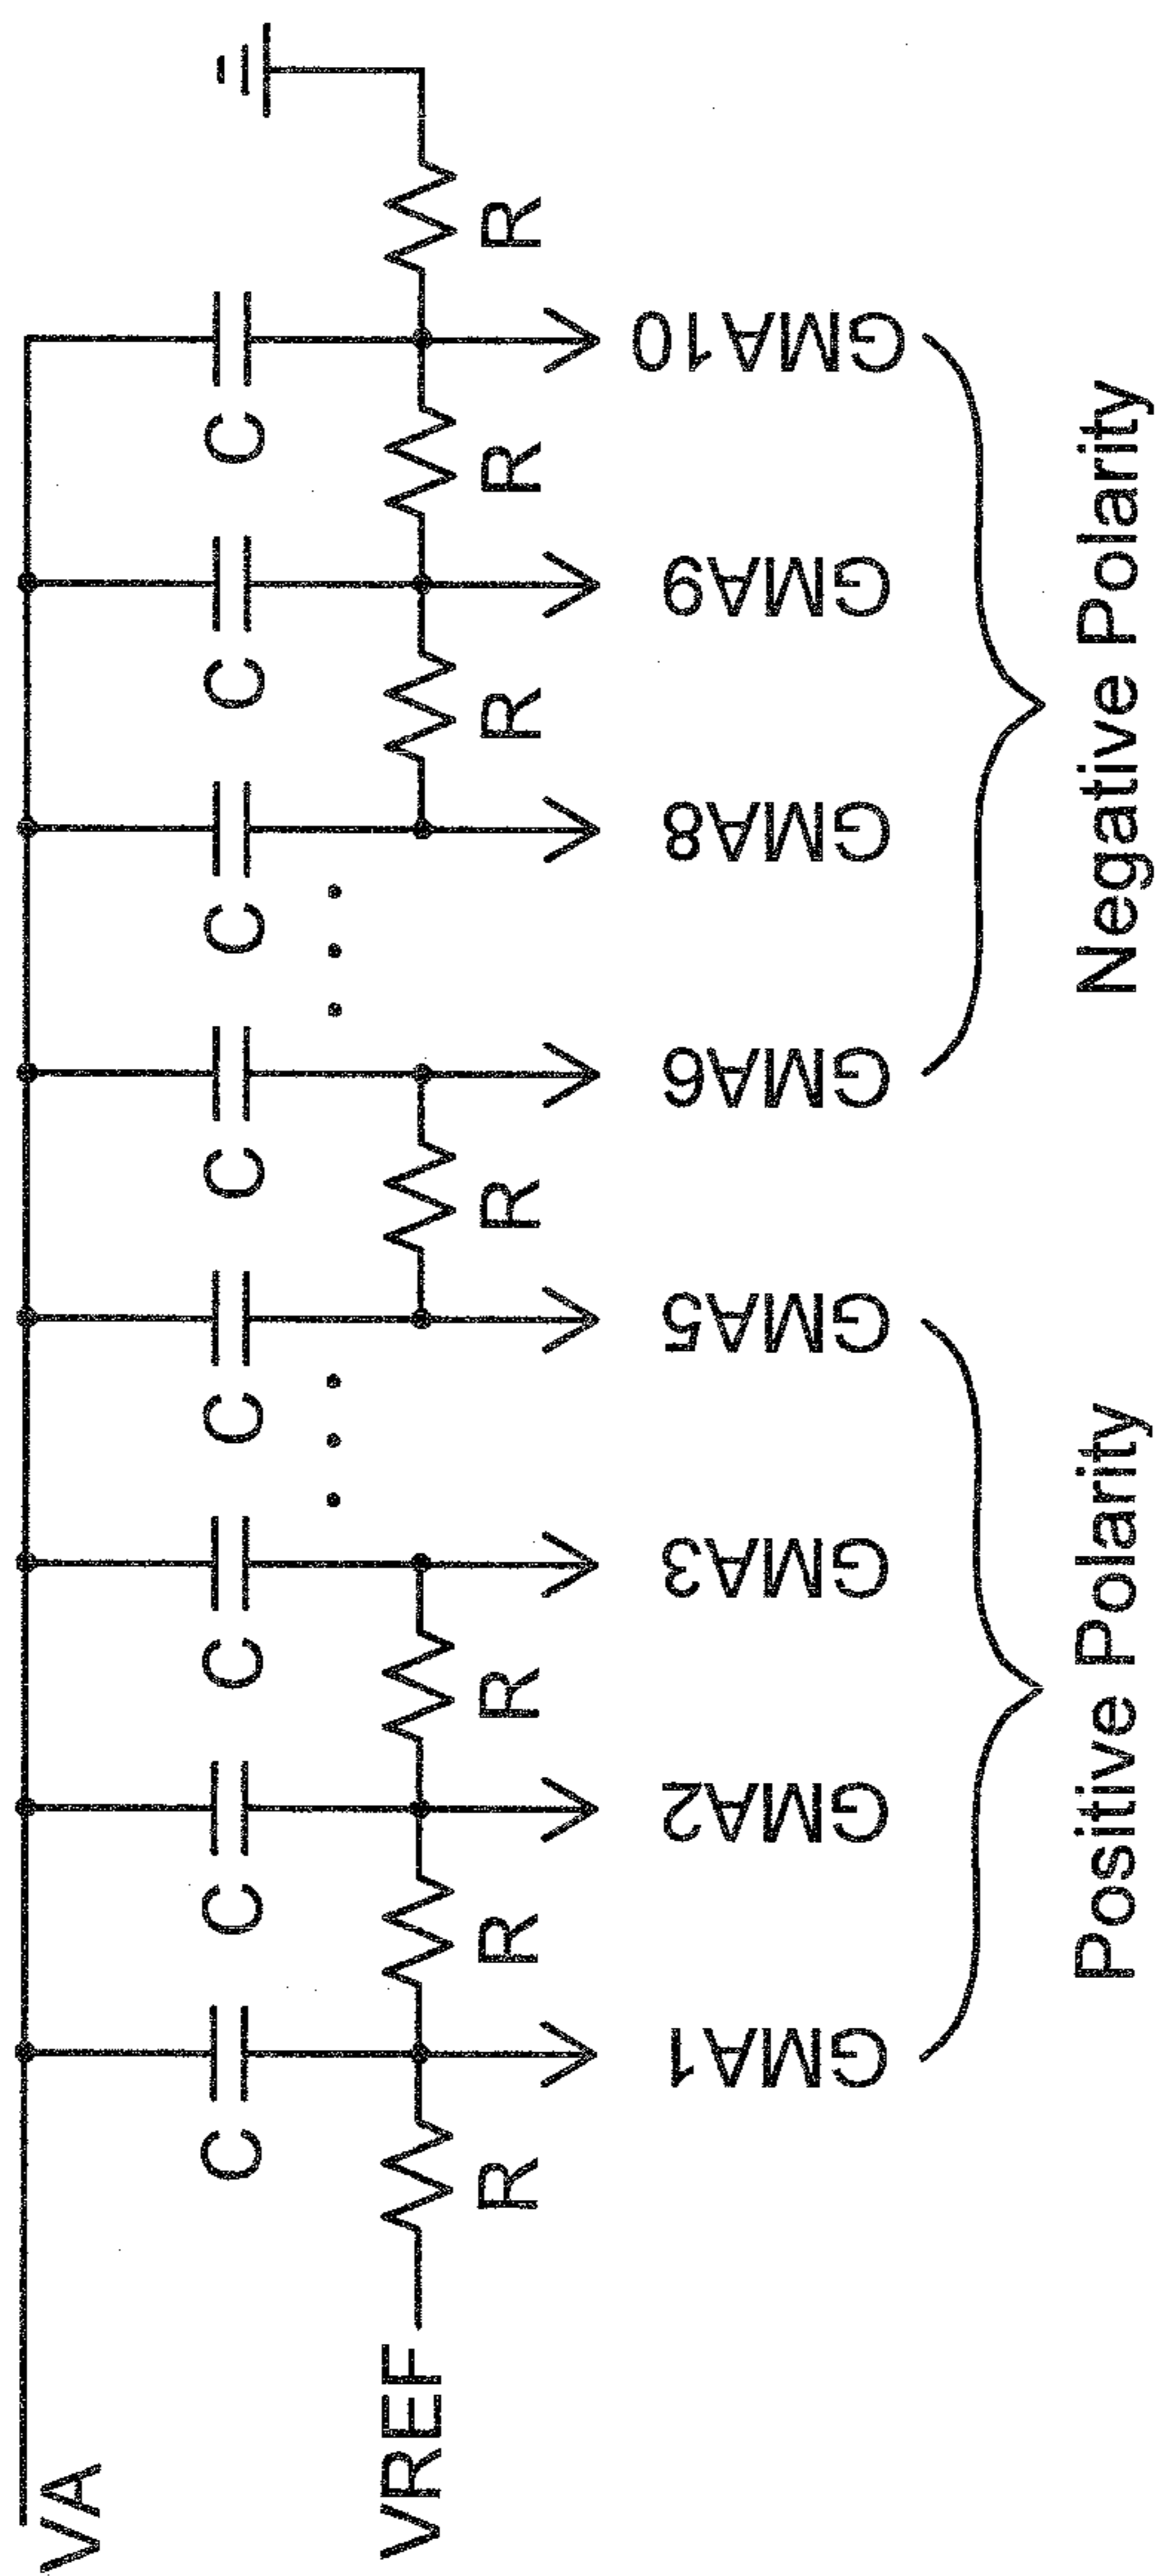 VA
C
C
C
C
C
C
C
C
VREF
R
R
R
R
R
R
R
GMA1
GMA2
GMA3
GMA5
GMA6
GMA8
GMA9
GMA10
Positive Polarity
Negative Polarity